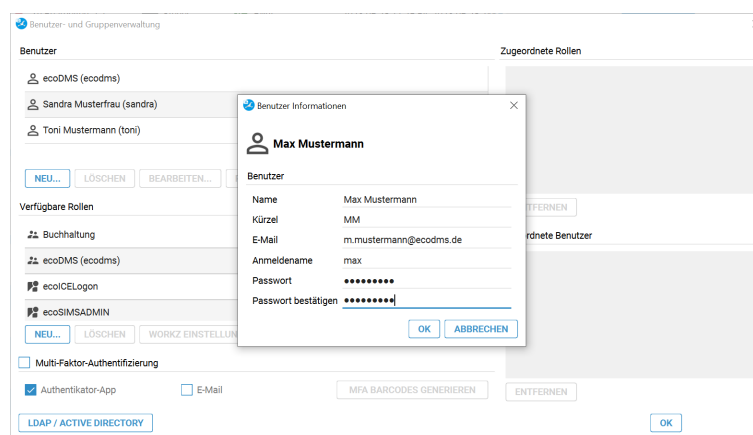 Benutzer- und Gruppenverwaltung
Benutzer
Zugeordnete Rollen
ecoDMS (ecodms)
Sandra Musterfrau (sandra)
Toni Mustermann (toni)
NEU...
LÖSCHEN
BEARBEITEN...
Verfügbare Rollen
Buchhaltung
ecoDMS (ecodms)
ecoICELogon
ecoSIMSADMIN
NEU...
LÖSCHEN
WORKZ EINSTELLUN
Multi-Faktor-Authentifizierung
Authentikator-App
E-Mail
MFA BARCODES GENERIEREN
LDAP / ACTIVE DIRECTORY
Benutzer Informationen
Max Mustermann
Benutzer
Name Max Mustermann
Kürzel MM
E-Mail m.mustermann@ecodms.de
Anmeldename max
Passwort ●●●●●●●●●
Passwort bestätigen ●●●●●●●●●
OK
ABBRECHEN
TFERNEN
rdnete Benutzer
ENTFERNEN
OK